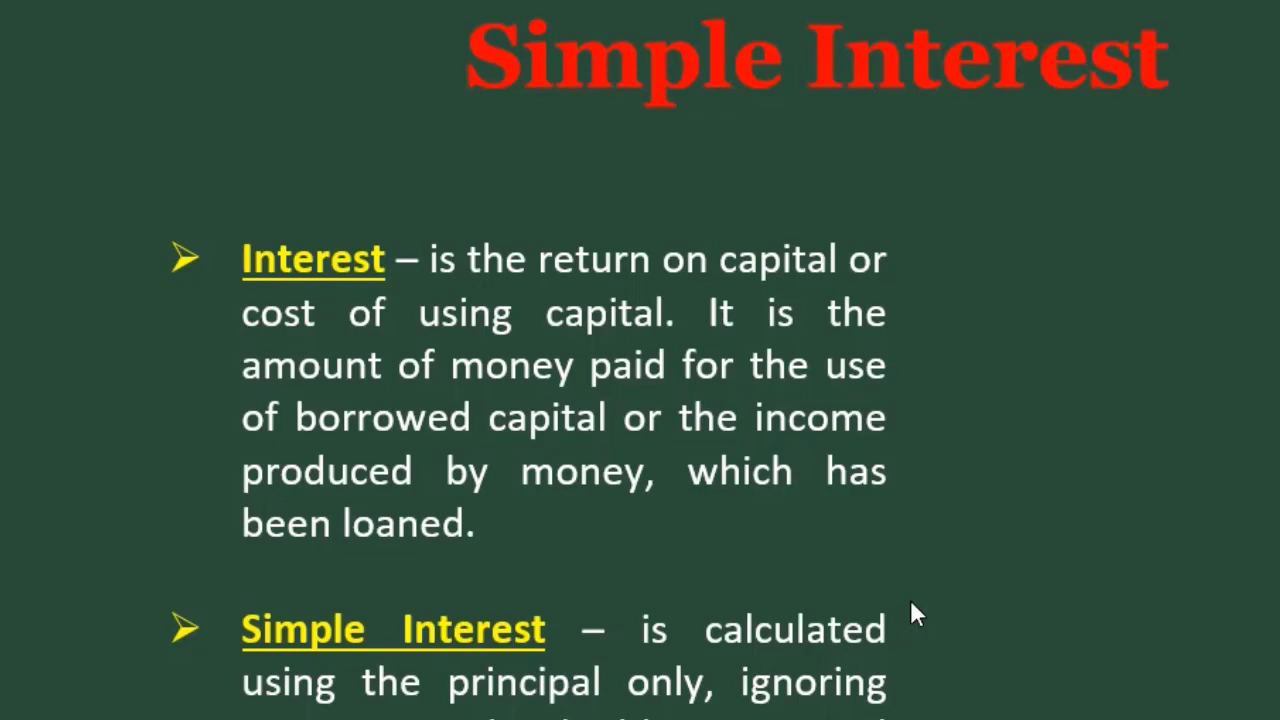 Simple Interest
➢ Interest – is the return on capital or
cost of using capital. It is the
amount of money paid for the use
of borrowed capital or the income
produced by money, which has
been loaned.
➢ Simple Interest – is calculated
using the principal only, ignoring